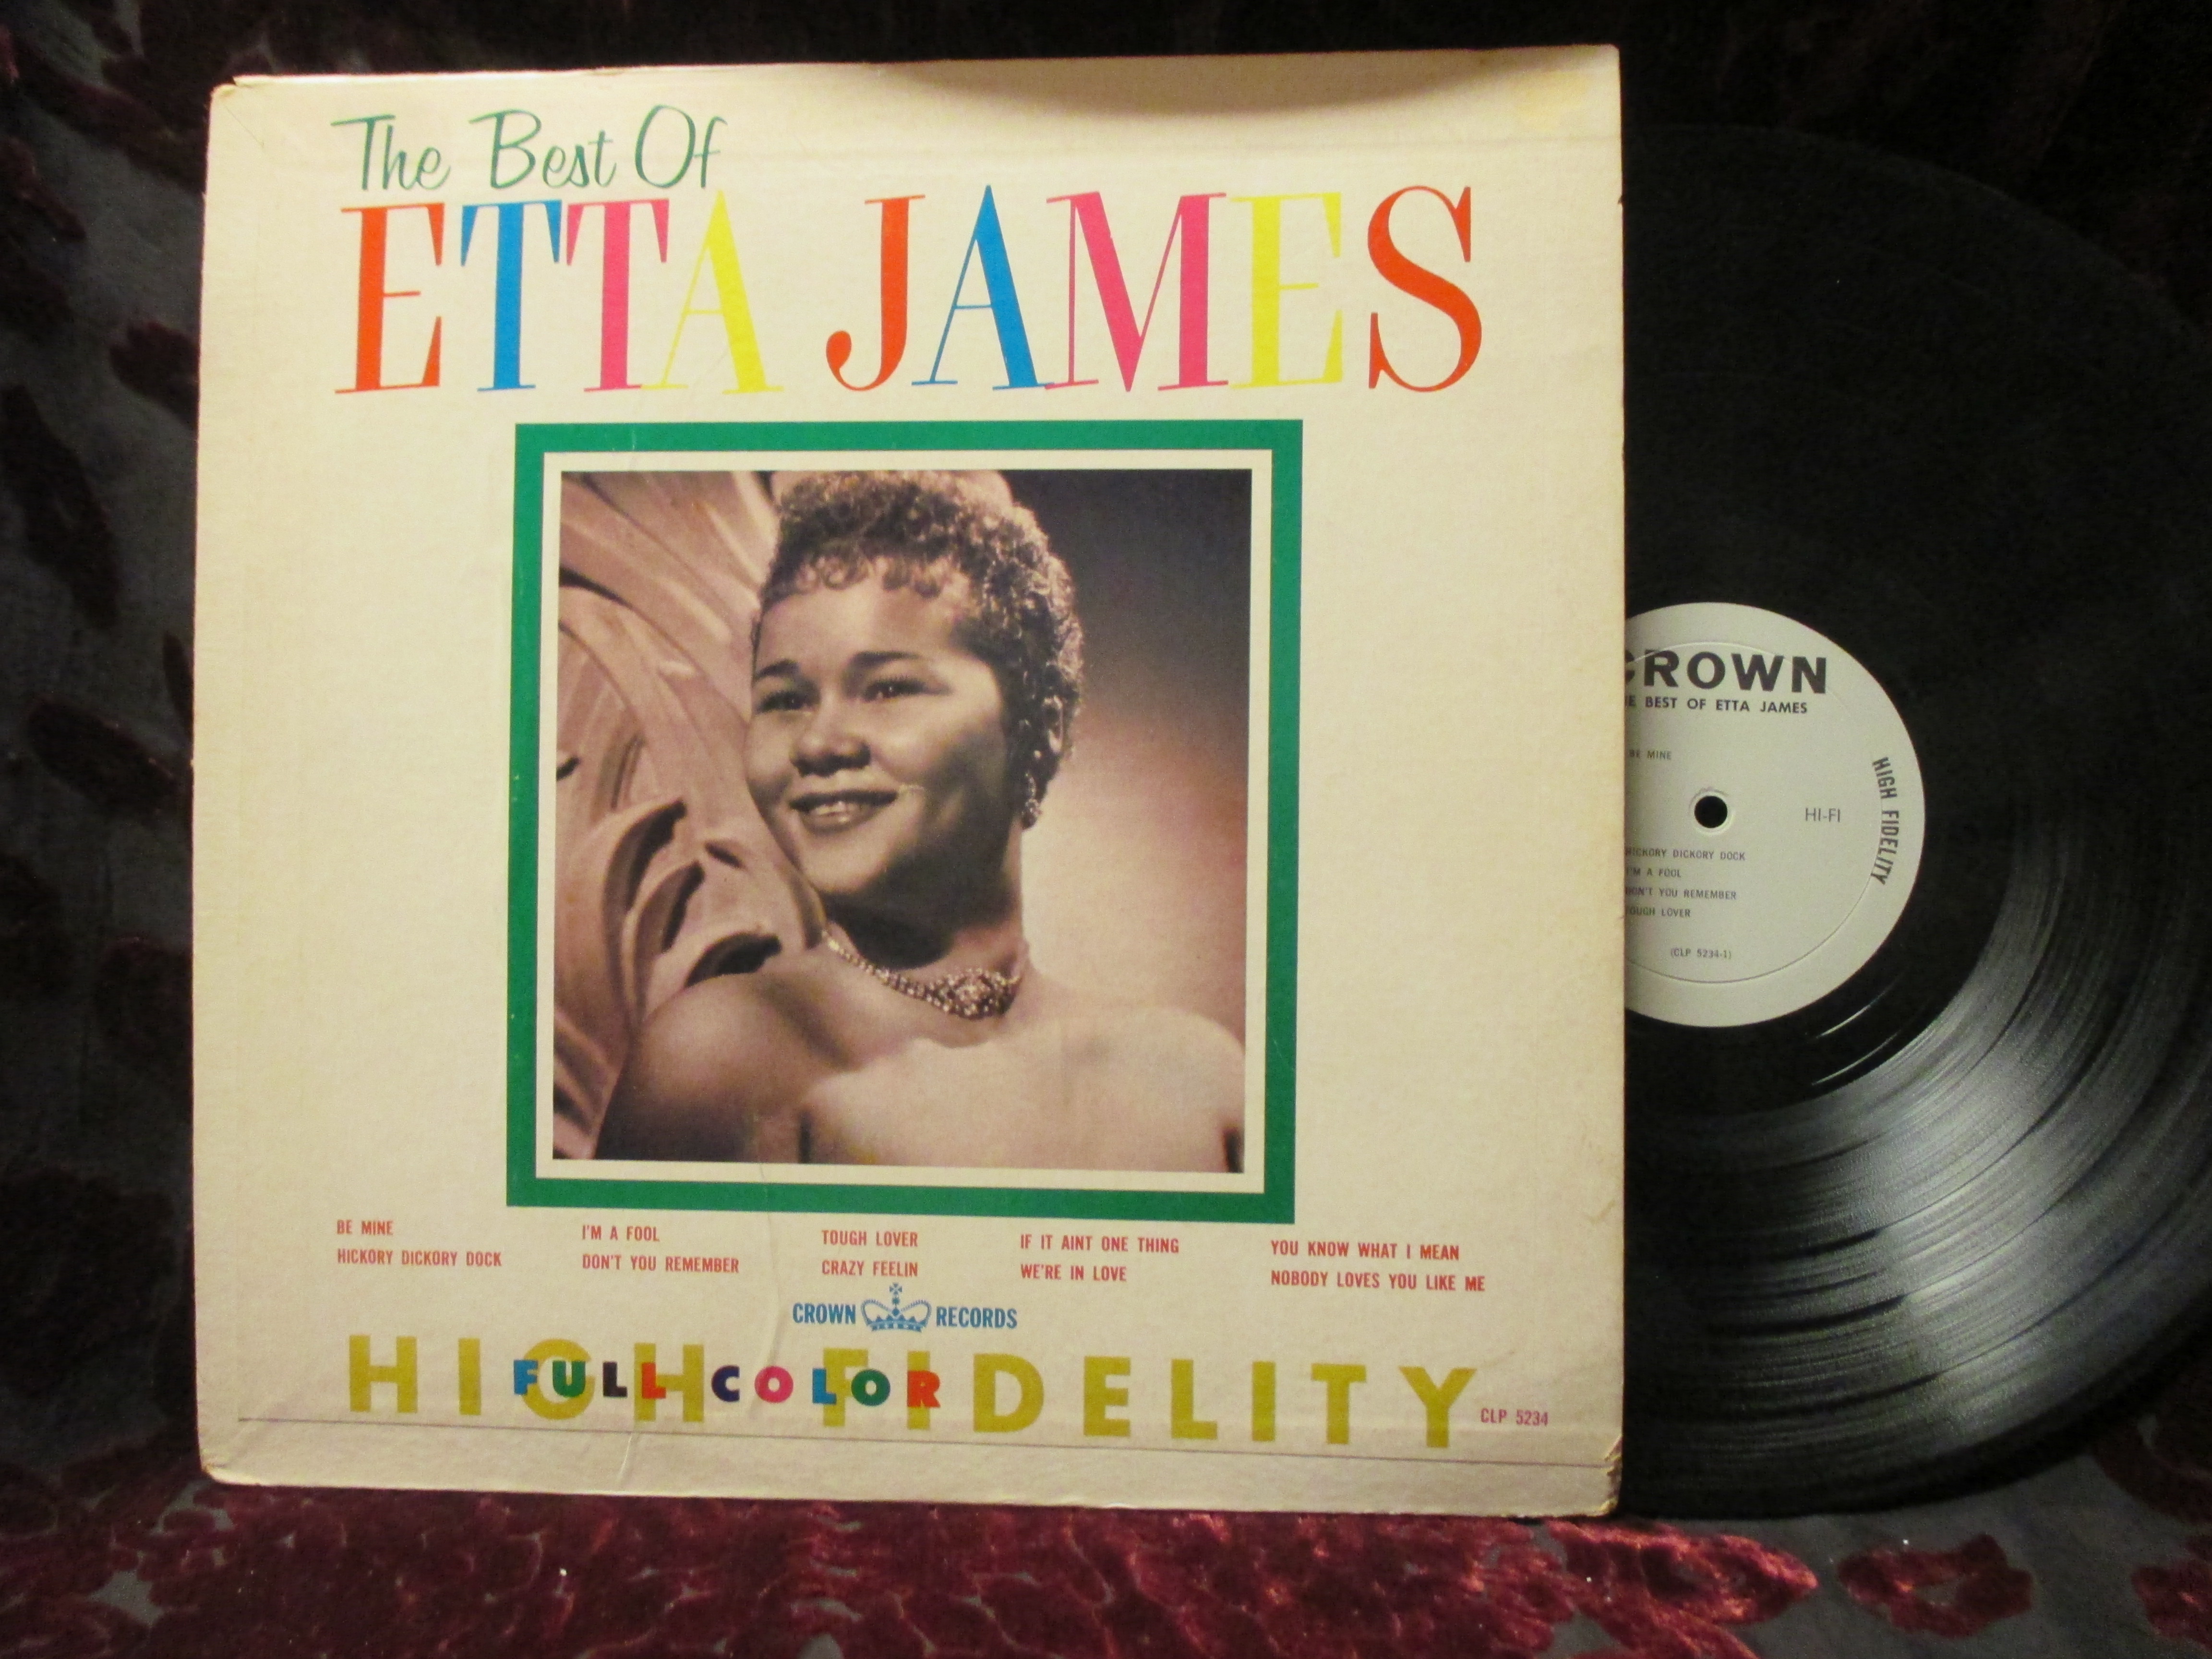 The Best Of
ETTA JAMES
BE MINE
HICKORY DICKORY DOCK
I'M A FOOL
DON'T YOU REMEMBER
TOUGH LOVER
CRAZY FEELIN
IF IT AINT ONE THING
WE'RE IN LOVE
YOU KNOW WHAT I MEAN
NOBODY LOVES YOU LIKE ME
CROWN RECORDS
HIGH FIDELITY
FULL COLOR
CLP 5234
CROWN
BEST OF ETTA JAMES
BE MINE
HI-FI
HIGH FIDELITY
HICKORY DICKORY DOCK
I'M A FOOL
DON'T YOU REMEMBER
TOUGH LOVER
(CLP 5234-1)